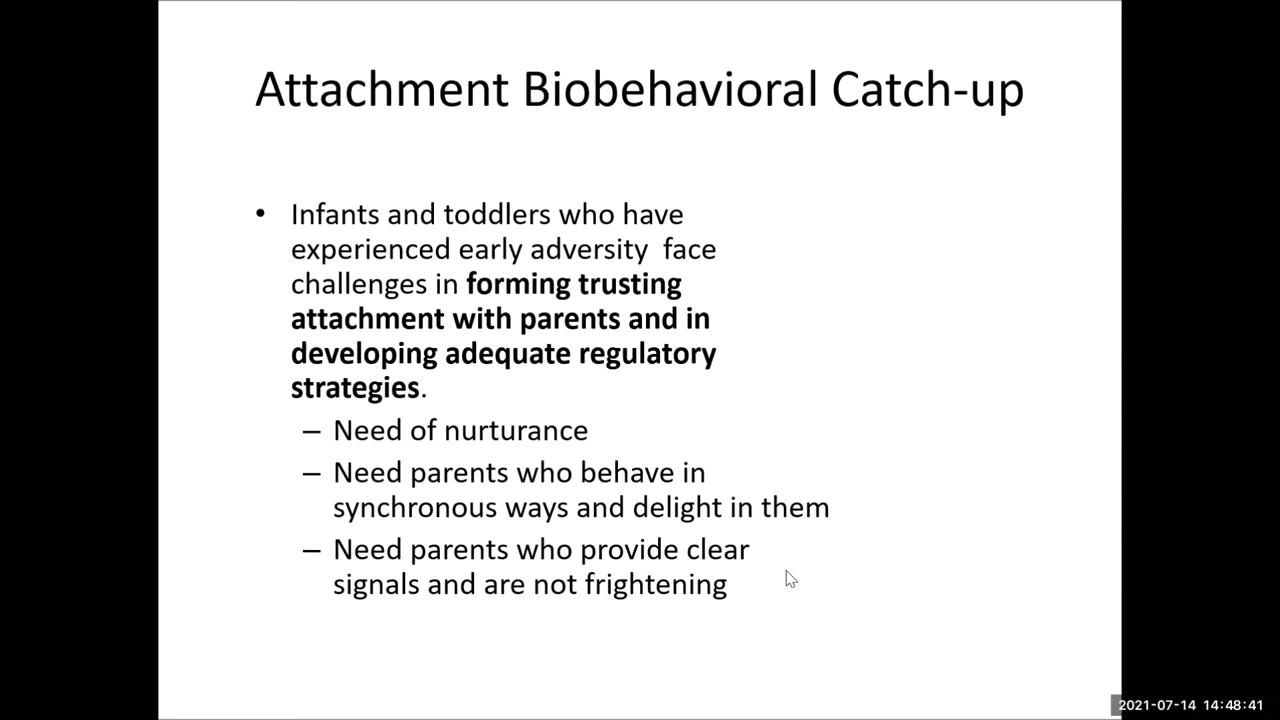 Attachment Biobehavioral Catch-up
• Infants and toddlers who have
experienced early adversity  face
challenges in forming trusting
attachment with parents and in
developing adequate regulatory
strategies.
– Need of nurturance
– Need parents who behave in
synchronous ways and delight in them
– Need parents who provide clear
signals and are not frightening
2021-07-14 14:48:41